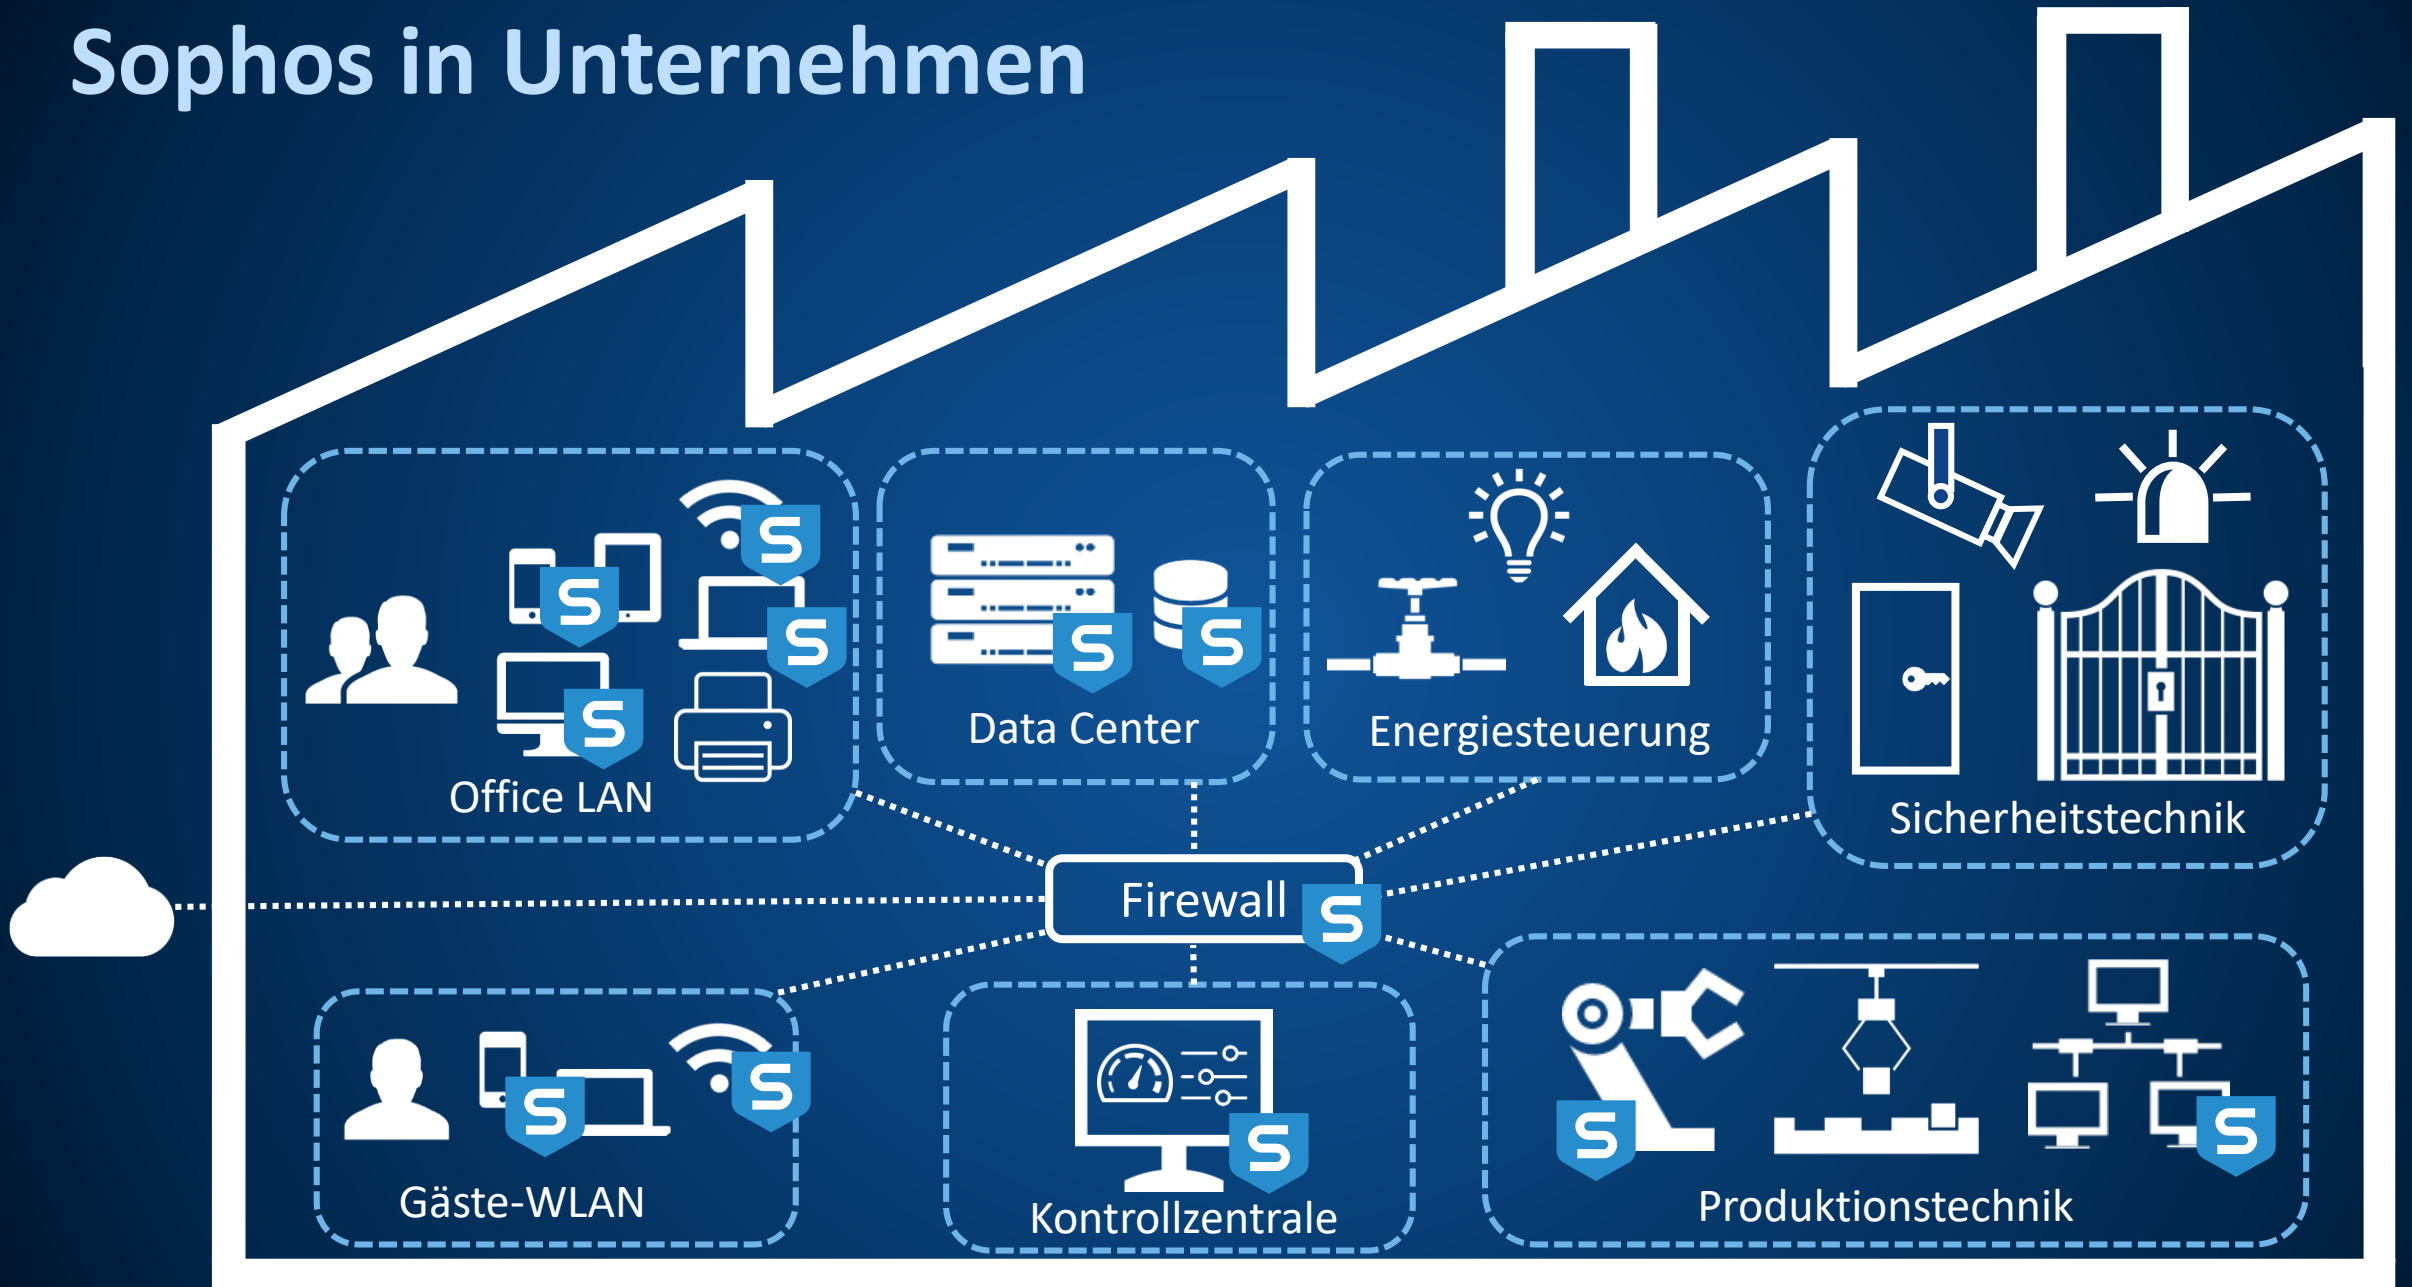 Sophos in Unternehmen
Office LAN
Data Center
Energiesteuerung
Sicherheitstechnik
Firewall
Gäste-WLAN
Kontrollzentrale
Produktionstechnik
S
S
S
S
S
S
S
S
S
S
S
S